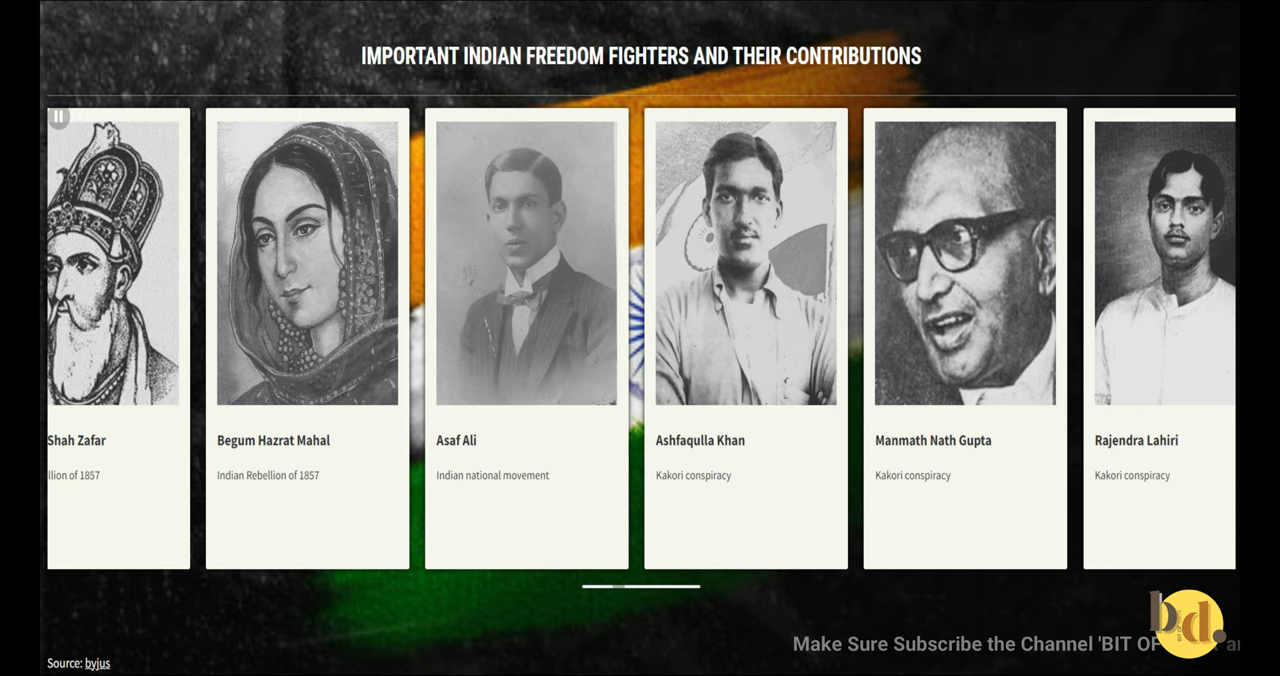 IMPORTANT INDIAN FREEDOM FIGHTERS AND THEIR CONTRIBUTIONS
Shah Zafar
llion of 1857
Begum Hazrat Mahal
Indian Rebellion of 1857
Asaf Ali
Indian national movement
Ashfaqulla Khan
Kakori conspiracy
Manmath Nath Gupta
Kakori conspiracy
Rajendra Lahiri
Kakori conspiracy
bd.
Make Sure Subscribe the Channel 'BIT OF
Source: byjus